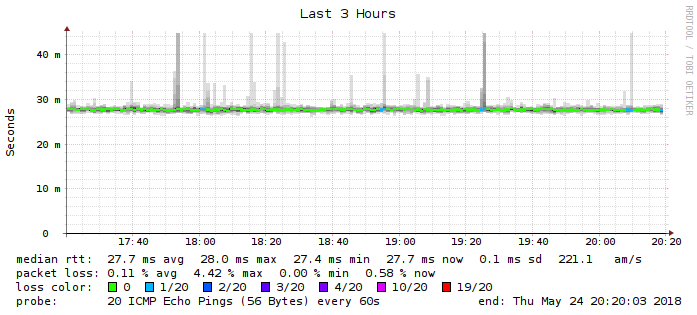 Last 3 Hours
RRDTOOL / TOBI OETIKER
Seconds
40 m
30 m
20 m
10 m
0
17:40 18:00 18:20 18:40 19:00 19:20 19:40 20:00 20:20
median rtt: 27.7 ms avg 28.0 ms max 27.4 ms min 27.7 ms now 0.1 ms sd 221.1 am/s
packet loss: 0.11 % avg 4.42 % max 0.00 % min 0.58 % now
loss color: 0 1/20 2/20 3/20 4/20 10/20 19/20
probe: 20 ICMP Echo Pings (56 Bytes) every 60s end: Thu May 24 20:20:03 2018